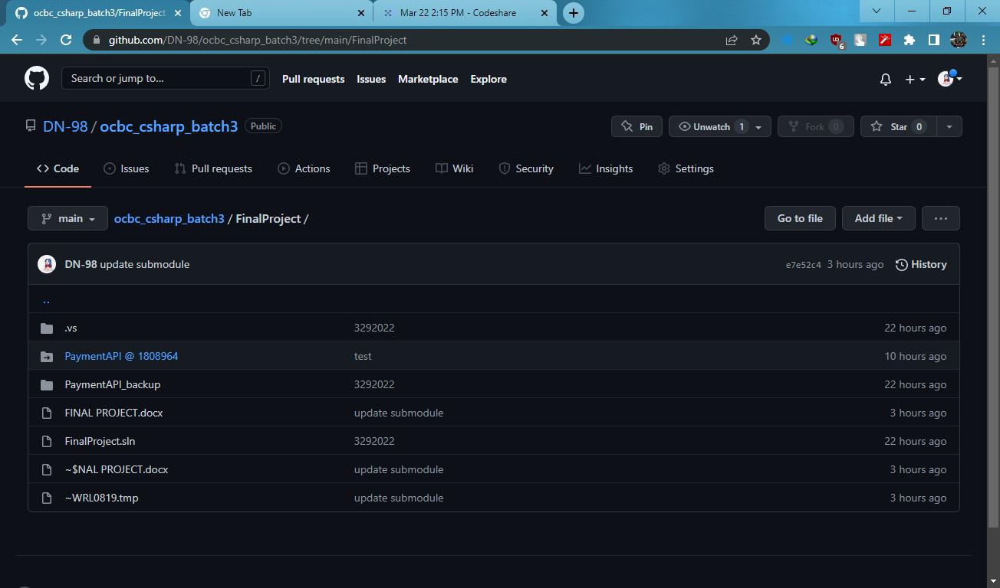 ocbc_csharp_batch3/FinalProject
New Tab
Mar 22 2:15 PM - Codeshare
github.com/DN-98/ocbc_csharp_batch3/tree/main/FinalProject
6
Search or jump to... /
Pull requests Issues Marketplace Explore
DN-98 / ocbc_csharp_batch3 Public
Pin Unwatch 1 Fork 0 Star 0
Code Issues Pull requests Actions Projects Wiki Security Insights Settings
main ocbc_csharp_batch3 / FinalProject / Go to file Add file ...
DN-98 update submodule e7e52c4 3 hours ago History
..
.vs 3292022 22 hours ago
PaymentAPI @ 1808964 test 10 hours ago
PaymentAPI_backup 3292022 22 hours ago
FINAL PROJECT.docx update submodule 3 hours ago
FinalProject.sln 3292022 22 hours ago
~$NAL PROJECT.docx update submodule 3 hours ago
~WRL0819.tmp update submodule 3 hours ago